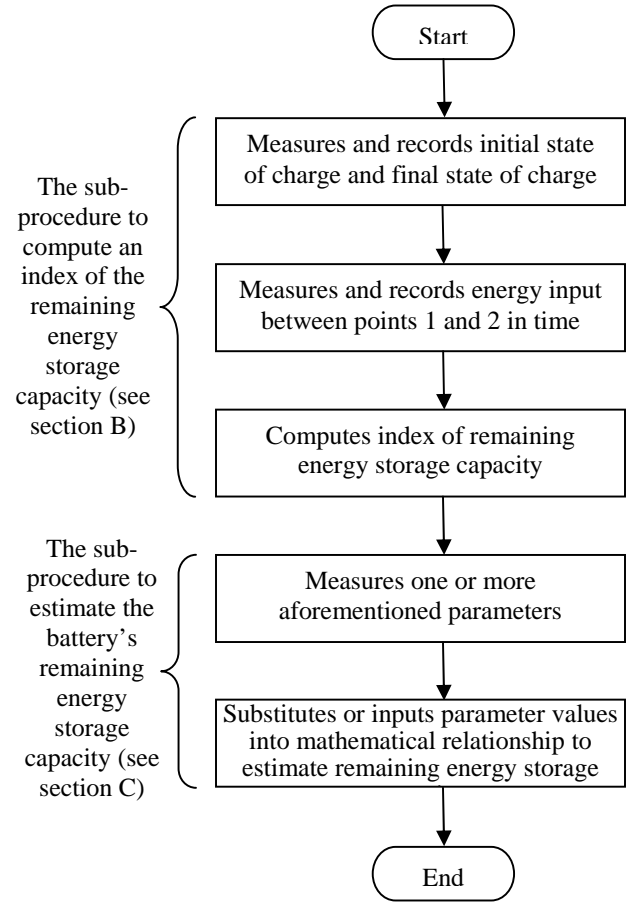 Start
The sub-
procedure to
compute an
index of the
remaining
energy
storage
capacity (see
section B)
Measures and records initial state
of charge and final state of charge
Measures and records energy input
between points 1 and 2 in time
Computes index of remaining
energy storage capacity
The sub-
procedure to
estimate the
battery’s
remaining
energy
storage
capacity (see
section C)
Measures one or more
aforementioned parameters
Substitutes or inputs parameter values
into mathematical relationship to
estimate remaining energy storage
End